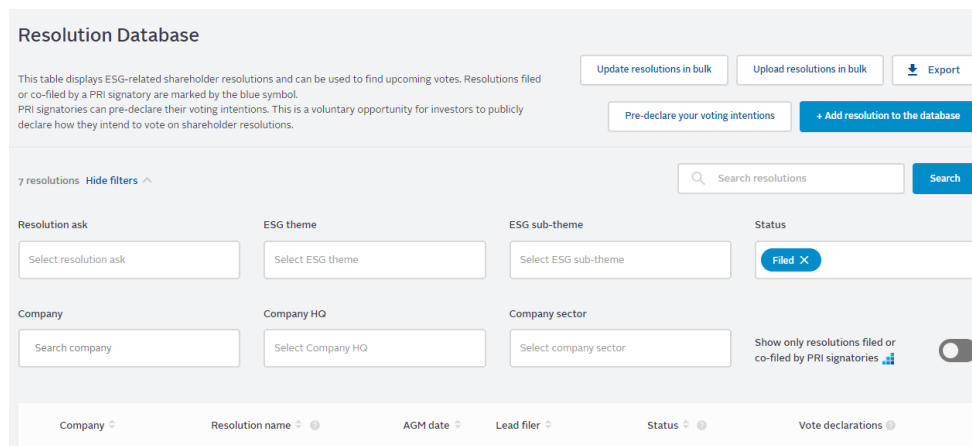 Resolution Database
This table displays ESG-related shareholder resolutions and can be used to find upcoming votes. Resolutions filed
or co-filed by a PRI signatory are marked by the blue symbol.
PRI signatories can pre-declare their voting intentions. This is a voluntary opportunity for investors to publicly
declare how they intend to vote on shareholder resolutions.
Update resolutions in bulk
Upload resolutions in bulk
Export
Pre-declare your voting intentions
+ Add resolution to the database
7 resolutions Hide filters
Search resolutions
Search
Resolution ask
ESG theme
ESG sub-theme
Status
Select resolution ask
Select ESG theme
Select ESG sub-theme
Filed ×
Company
Company HQ
Company sector
Search company
Select Company HQ
Select company sector
Show only resolutions filed or
co-filed by PRI signatories
Company
Resolution name ?
AGM date
Lead filer
Status ?
Vote declarations ?